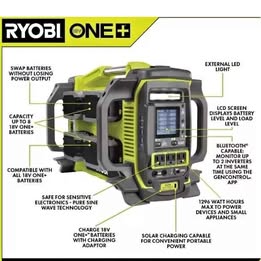 RYOBI ONE+
SWAP BATTERIES
WITHOUT LOSING
POWER OUTPUT
EXTERNAL LED
LIGHT
LCD SCREEN
DISPLAYS BATTERY
LEVEL AND LOAD
LEVEL
CAPACITY
UP TO 8
18V ONE+
BATTERIES
BLUETOOTH®
CAPABLE:
MONITOR UP TO
2 INVERTERS AT
THE SAME TIME
USING THE
GENCONTROL™
APP
COMPATIBLE WITH
ALL 18V ONE+
BATTERIES
SAFE FOR SENSITIVE
ELECTRONICS - PURE SINE
WAVE TECHNOLOGY
1296 WATT HOURS
MAX TO POWER
DEVICES AND SMALL
APPLIANCES
CHARGE 18V
ONE+™ BATTERIES
WITH CHARGING
ADAPTOR
SOLAR CHARGING CAPABLE
FOR CONVENIENT PORTABLE
POWER